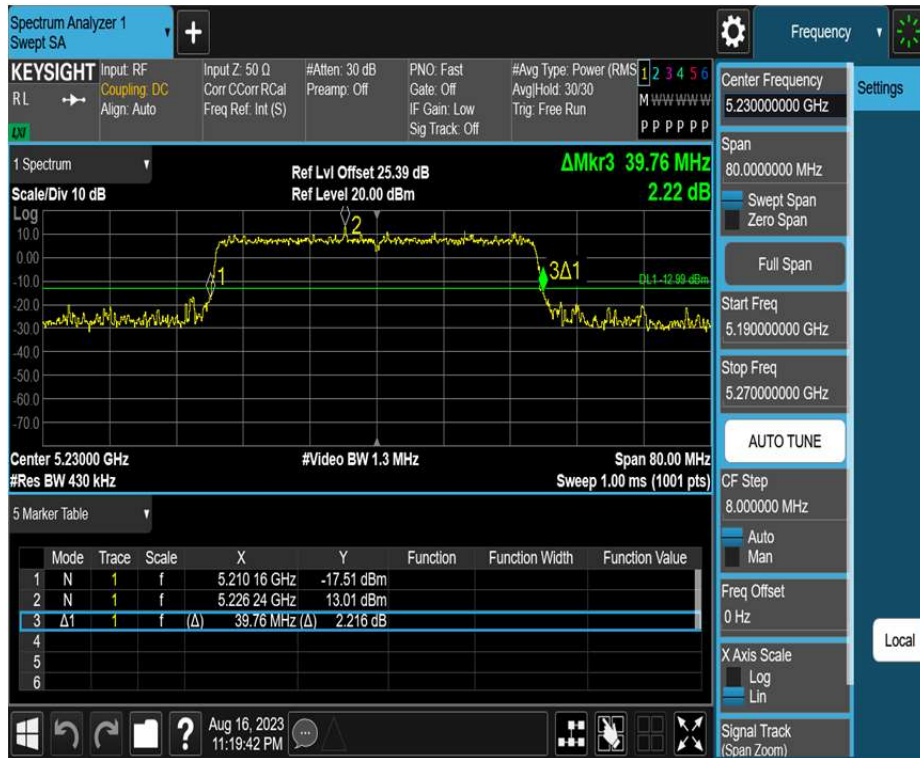 Spectrum Analyzer 1
Swept SA
+
Frequency
KEYSIGHT
RL
LXI
Input: RF
Coupling: DC
Align: Auto
Input Z: 50 Ω
Corr CCorr RCal
Freq Ref: Int (S)
#Atten: 30 dB
Preamp: Off
PNO: Fast
Gate: Off
IF Gain: Low
Sig Track: Off
#Avg Type: Power (RMS
Avg|Hold: 30/30
Trig: Free Run
1 2 3 4 5 6
M W W W W W
P P P P P P
Center Frequency
5.230000000 GHz
Settings
Span
80.0000000 MHz
Swept Span
Zero Span
Full Span
Start Freq
5.190000000 GHz
Stop Freq
5.270000000 GHz
AUTO TUNE
CF Step
8.000000 MHz
Auto
Man
Freq Offset
0 Hz
X Axis Scale
Log
Lin
Signal Track
(Span Zoom)
Local
1 Spectrum
Scale/Div 10 dB
Ref Lvl Offset 25.39 dB
Ref Level 20.00 dBm
ΔMkr3 39.76 MHz
2.22 dB
Log
10.0
0.00
-10.0
-20.0
-30.0
-40.0
-50.0
-60.0
-70.0
1
2
3Δ1
DL1 -12.99 dBm
Center 5.23000 GHz
#Video BW 1.3 MHz
Span 80.00 MHz
#Res BW 430 kHz
Sweep 1.00 ms (1001 pts)
5 Marker Table
Mode Trace Scale X Y Function Function Width Function Value
1 N 1 f 5.210 16 GHz -17.51 dBm
2 N 1 f 5.226 24 GHz 13.01 dBm
3 Δ1 1 f (Δ) 39.76 MHz (Δ) 2.216 dB
4
5
6
?
Aug 16, 2023
11:19:42 PM